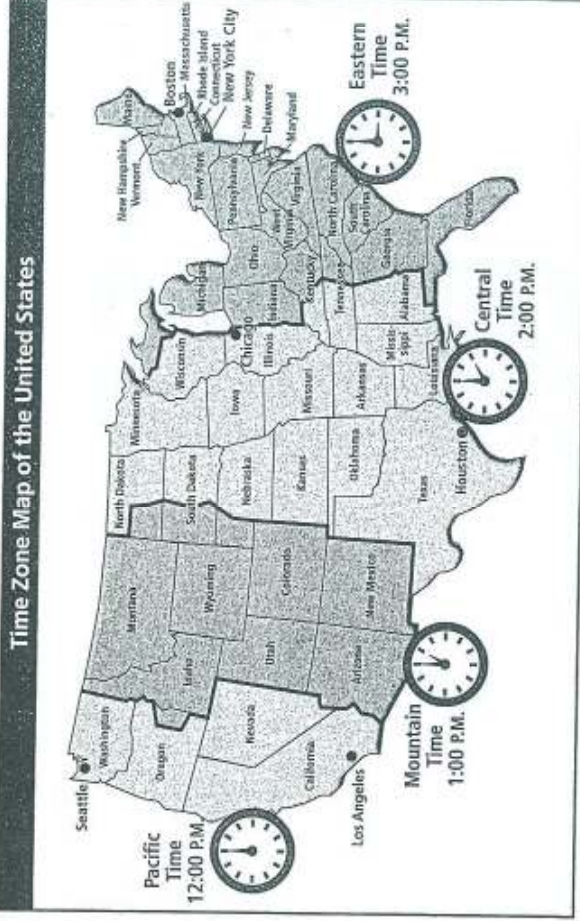 Time Zone Map of the United States
Seattle
Washington
Oregon
Nevada
California
Los Angeles
Pacific
Time
12:00 P.M.
Montana
Idaho
Wyoming
Utah
Colorado
Arizona
New Mexico
Mountain
Time
1:00 P.M.
North Dakota
South Dakota
Nebraska
Kansas
Oklahoma
Texas
Houston
Minnesota
Iowa
Missouri
Arkansas
Louisiana
Wisconsin
Illinois
Chicago
Missis-
sippi
Alabama
Tennessee
Central
Time
2:00 P.M.
Michigan
Indiana
Ohio
Kentucky
West
Virginia
Virginia
North Carolina
South
Carolina
Georgia
Florida
Pennsylvania
New York
Maine
New Hampshire
Vermont
Boston
Massachusetts
Rhode Island
Connecticut
New York City
New Jersey
Delaware
Maryland
Eastern
Time
3:00 P.M.